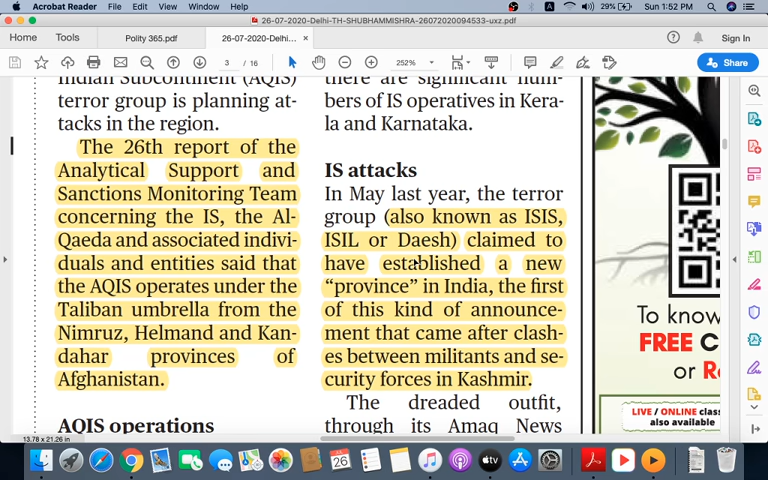 Acrobat Reader File Edit View Window Help 29% Sun 1:52 PM
26-07-2020-Delhi-TH-SHUBHAMMISHRA-26072020094533-uxz.pdf
Home Tools Polity 365.pdf 26-07-2020-Delhi... × Sign In
3 / 16 252% Share
Indian Subcontinent (AQIS)
terror group is planning at-
tacks in the region.
The 26th report of the
Analytical Support and
Sanctions Monitoring Team
concerning the IS, the Al-
Qaeda and associated indivi-
duals and entities said that
the AQIS operates under the
Taliban umbrella from the
Nimruz, Helmand and Kan-
dahar provinces of
Afghanistan.
AQIS operations
there are significant num-
bers of IS operatives in Kera-
la and Karnataka.
IS attacks
In May last year, the terror
group (also known as ISIS,
ISIL or Daesh) claimed to
have established a new
“province” in India, the first
of this kind of announce-
ment that came after clash-
es between militants and se-
curity forces in Kashmir.
The dreaded outfit,
through its Amaq News
To know
FREE C
or R
LIVE / ONLINE class
also available
13.78 x 21.26 in
26